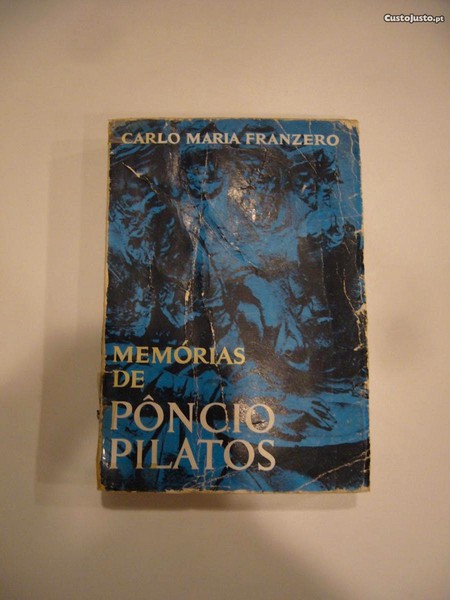 CustoJusto.pt
CARLO MARIA FRANZERO
MEMÓRIAS
DE
PÔNCIO
PILATOS